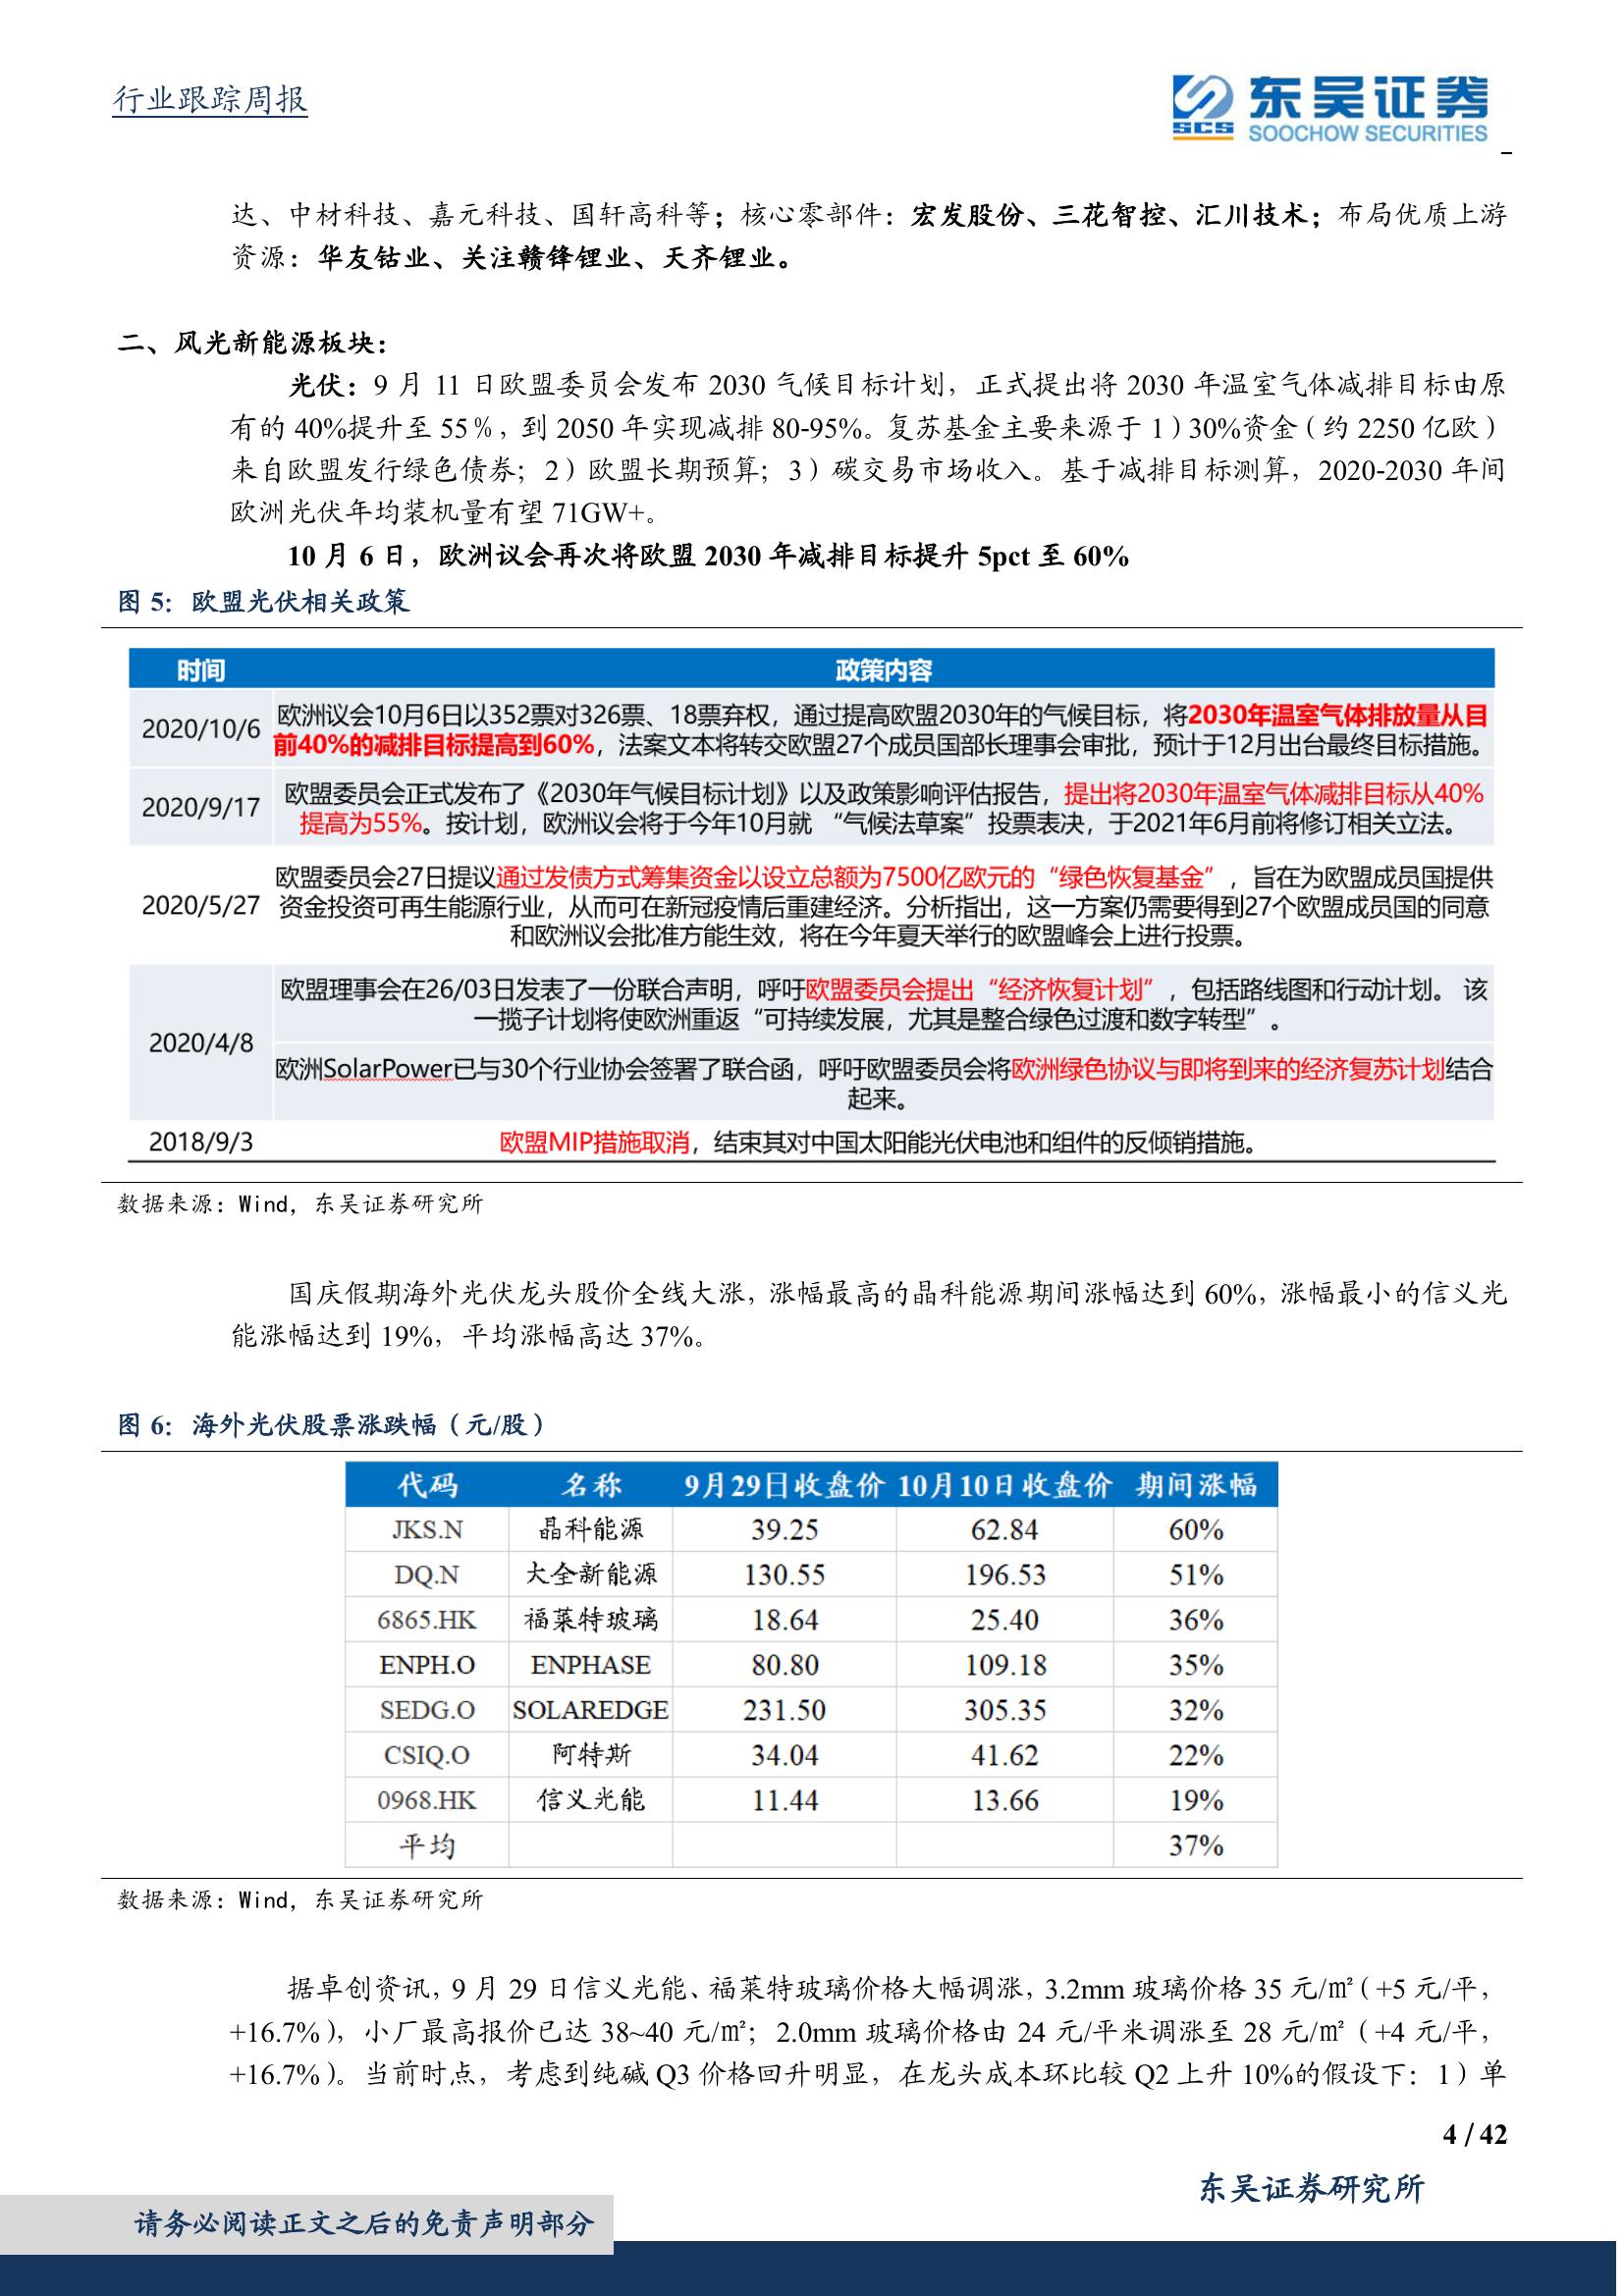 行业跟踪周报
SCS
东吴证券
SOOCHOW SECURITIES
达、中材科技、嘉元科技、国轩高科等；核心零部件：宏发股份、三花智控、汇川技术；布局优质上游
资源：华友钴业、关注赣锋锂业、天齐锂业。
二、风光新能源板块：
光伏：9 月 11 日欧盟委员会发布 2030 气候目标计划，正式提出将 2030 年温室气体减排目标由原
有的 40%提升至 55％，到 2050 年实现减排 80-95%。复苏基金主要来源于 1）30%资金（约 2250 亿欧）
来自欧盟发行绿色债券；2）欧盟长期预算；3）碳交易市场收入。基于减排目标测算，2020-2030 年间
欧洲光伏年均装机量有望 71GW+。
10 月 6 日，欧洲议会再次将欧盟 2030 年减排目标提升 5pct 至 60%
图 5：欧盟光伏相关政策
时间 政策内容
2020/10/6 欧洲议会10月6日以352票对326票、18票弃权，通过提高欧盟2030年的气候目标，将2030年温室气体排放量从目
前40%的减排目标提高到60%，法案文本将转交欧盟27个成员国部长理事会审批，预计于12月出台最终目标措施。
2020/9/17 欧盟委员会正式发布了《2030年气候目标计划》以及政策影响评估报告，提出将2030年温室气体减排目标从40%
提高为55%。按计划，欧洲议会将于今年10月就 “气候法草案”投票表决，于2021年6月前将修订相关立法。
欧盟委员会27日提议通过发债方式筹集资金以设立总额为7500亿欧元的“绿色恢复基金”，旨在为欧盟成员国提供
2020/5/27 资金投资可再生能源行业，从而可在新冠疫情后重建经济。分析指出，这一方案仍需要得到27个欧盟成员国的同意
和欧洲议会批准方能生效，将在今年夏天举行的欧盟峰会上进行投票。
欧盟理事会在26/03日发表了一份联合声明，呼吁欧盟委员会提出“经济恢复计划”，包括路线图和行动计划。 该
一揽子计划将使欧洲重返“可持续发展，尤其是整合绿色过渡和数字转型”。
2020/4/8
欧洲SolarPower已与30个行业协会签署了联合函，呼吁欧盟委员会将欧洲绿色协议与即将到来的经济复苏计划结合
起来。
2018/9/3 欧盟MIP措施取消，结束其对中国太阳能光伏电池和组件的反倾销措施。
数据来源：Wind，东吴证券研究所
国庆假期海外光伏龙头股价全线大涨，涨幅最高的晶科能源期间涨幅达到 60%，涨幅最小的信义光
能涨幅达到 19%，平均涨幅高达 37%。
图 6：海外光伏股票涨跌幅（元/股）
代码 名称 9月29日收盘价 10月10日收盘价 期间涨幅
JKS.N 晶科能源 39.25 62.84 60%
DQ.N 大全新能源 130.55 196.53 51%
6865.HK 福莱特玻璃 18.64 25.40 36%
ENPH.O ENPHASE 80.80 109.18 35%
SEDG.O SOLAREDGE 231.50 305.35 32%
CSIQ.O 阿特斯 34.04 41.62 22%
0968.HK 信义光能 11.44 13.66 19%
平均 37%
数据来源：Wind，东吴证券研究所
据卓创资讯，9 月 29 日信义光能、福莱特玻璃价格大幅调涨，3.2mm 玻璃价格 35 元/㎡（+5 元/平，
+16.7%），小厂最高报价已达 38~40 元/㎡；2.0mm 玻璃价格由 24 元/平米调涨至 28 元/㎡（+4 元/平，
+16.7%）。当前时点，考虑到纯碱 Q3 价格回升明显，在龙头成本环比较 Q2 上升 10%的假设下：1）单
4 / 42
东吴证券研究所
请务必阅读正文之后的免责声明部分